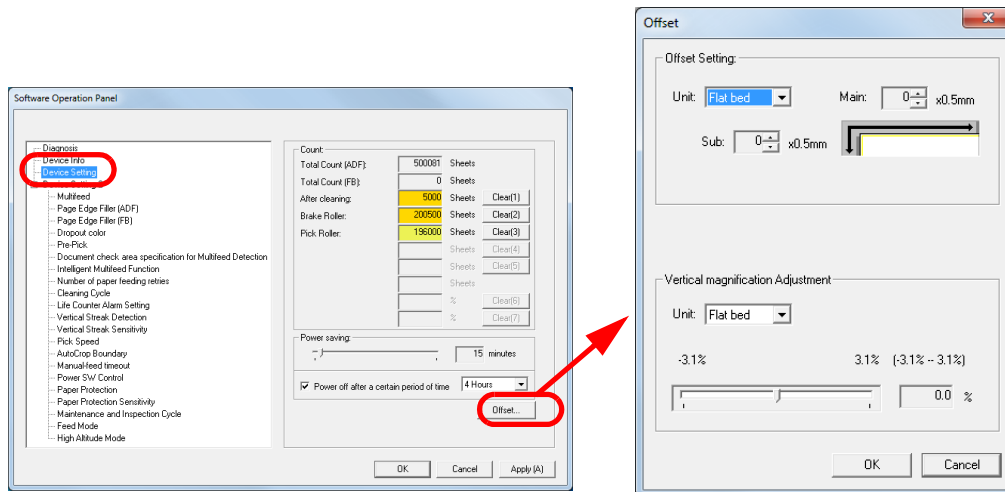 Software Operation Panel
Diagnosis
Device Info
Device Setting
Device Setting 2
Multifeed
Page Edge Filler (ADF)
Page Edge Filler (FB)
Dropout color
Pre-Pick
Document check area specification for Multifeed Detection
Intelligent Multifeed Function
Number of paper feeding retries
Cleaning Cycle
Life Counter Alarm Setting
Vertical Streak Detection
Vertical Streak Sensitivity
Pick Speed
AutoCrop Boundary
Manual-feed timeout
Power SW Control
Paper Protection
Paper Protection Sensitivity
Maintenance and Inspection Cycle
Feed Mode
High Altitude Mode
Count:
Total Count (ADF): 500081 Sheets
Total Count (FB): 0 Sheets
After cleaning: 5000 Sheets Clear(1)
Brake Roller: 200500 Sheets Clear(2)
Pick Roller: 196000 Sheets Clear(3)
Sheets Clear(4)
Sheets Clear(5)
Sheets
% Clear(6)
% Clear(7)
Power saving:
15 minutes
Power off after a certain period of time 4 Hours
Offset...
OK Cancel Apply (A)
Offset
Offset Setting:
Unit: Flat bed Main: 0 x0.5mm
Sub: 0 x0.5mm
Vertical magnification Adjustment
Unit: Flat bed
-3.1% 3.1% (-3.1% -- 3.1%)
0.0 %
OK Cancel